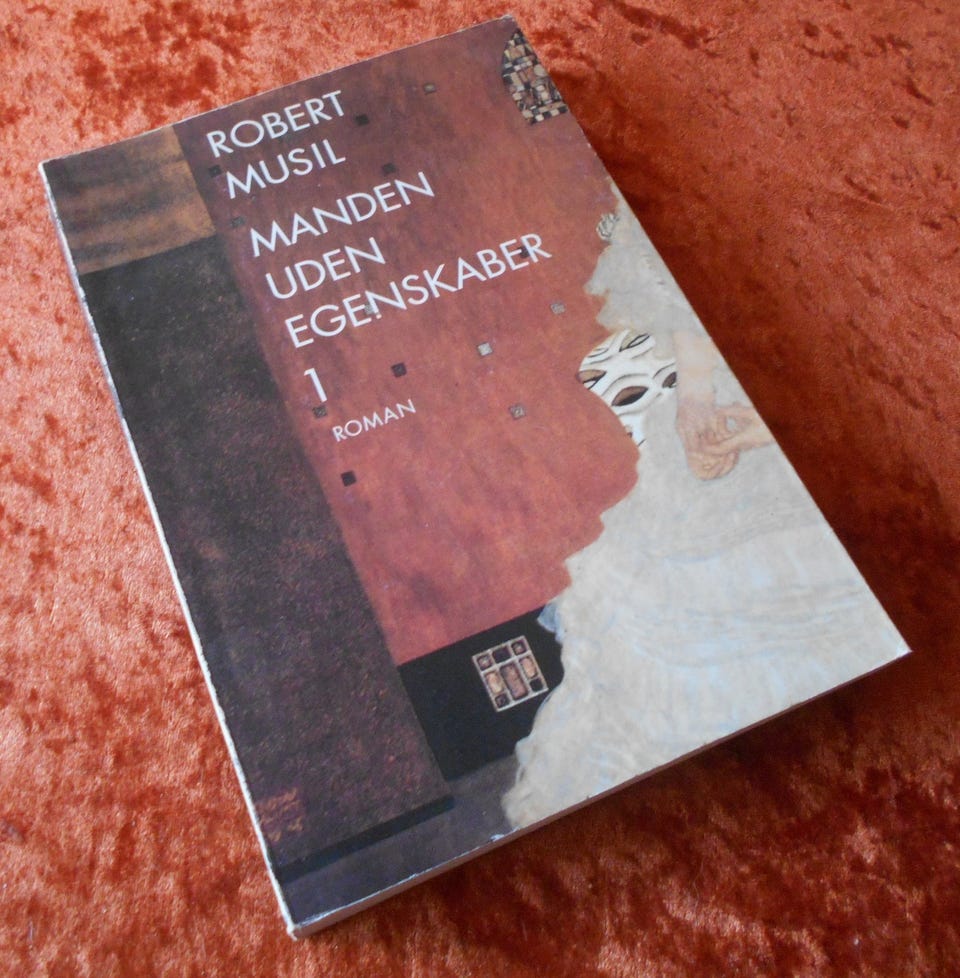 ROBERT
MUSIL
MANDEN
UDEN
EGENSKABER
1
ROMAN